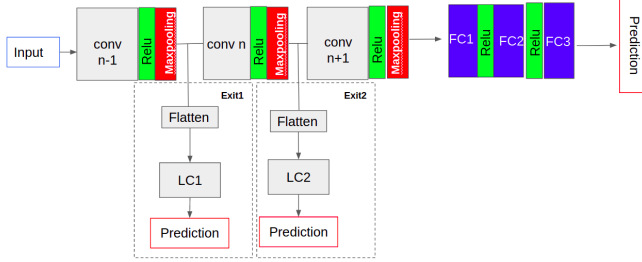 Input
conv
n-1
Relu
Maxpooling
conv n
Relu
Maxpooling
conv
n+1
Relu
Maxpooling
FC1
Relu
FC2
Relu
FC3
Prediction
Exit1
Flatten
LC1
Prediction
Exit2
Flatten
LC2
Prediction